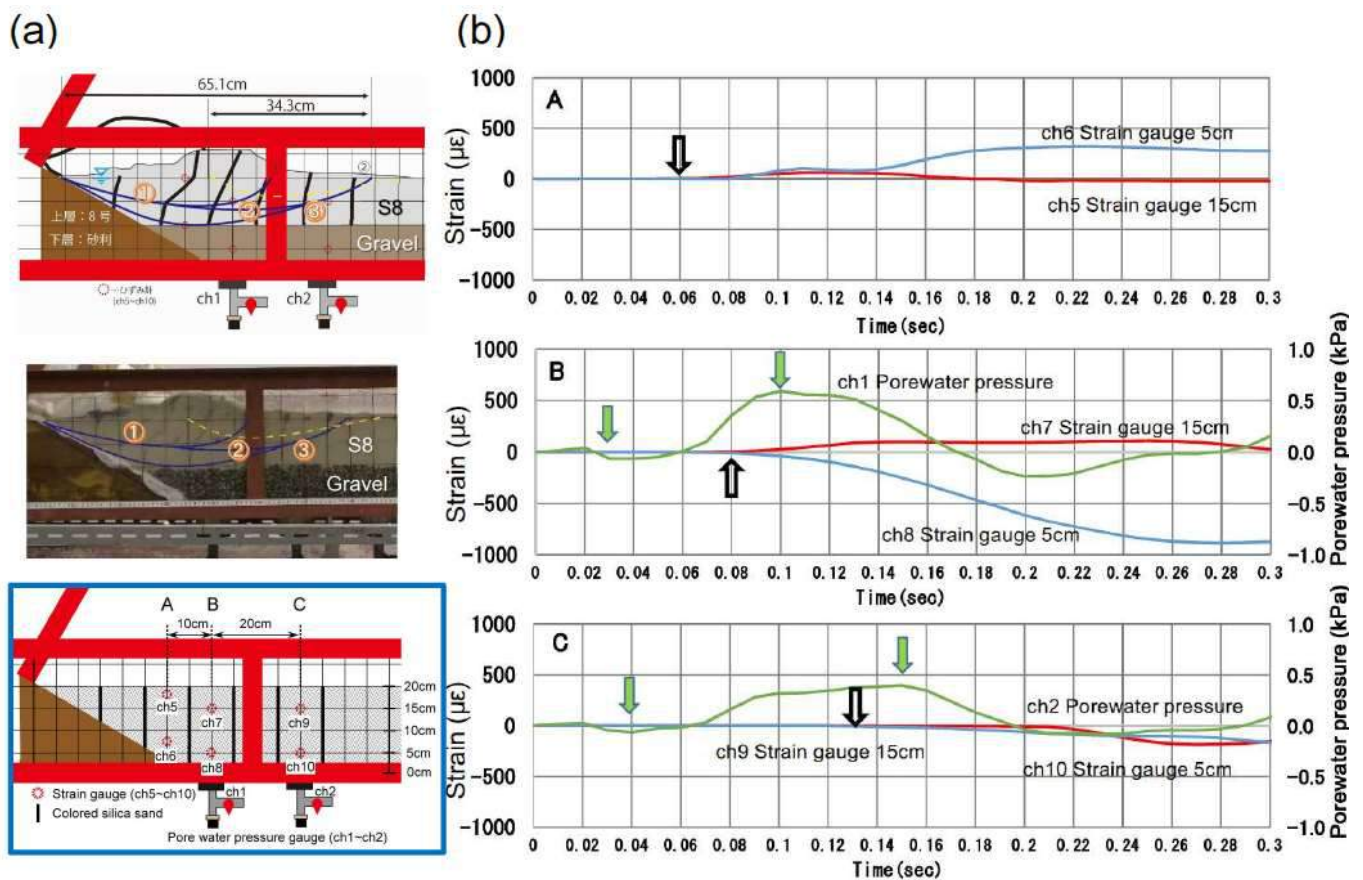 (a)
65.1cm
34.3cm
②
①
②
③
S8
上層：8号
下層：砂利
Gravel
…ひずみ計
(ch5~ch10)
ch1
ch2
①
②
③
S8
Gravel
A
B
C
10cm
20cm
20cm
15cm
10cm
5cm
0cm
ch5
ch7
ch9
ch6
ch8
ch10
ch1
ch2
Strain gauge (ch5~ch10)
Colored silica sand
Pore water pressure gauge (ch1~ch2)
(b)
A
Strain (με)
1000
500
0
-500
-1000
ch6 Strain gauge 5cm
ch5 Strain gauge 15cm
0 0.02 0.04 0.06 0.08 0.1 0.12 0.14 0.16 0.18 0.2 0.22 0.24 0.26 0.28 0.3
Time(sec)
B
Strain (με)
1000
500
0
-500
-1000
ch1 Porewater pressure
ch7 Strain gauge 15cm
ch8 Strain gauge 5cm
1.0
0.5
0.0
-0.5
-1.0
Porewater pressure (kPa)
0 0.02 0.04 0.06 0.08 0.1 0.12 0.14 0.16 0.18 0.2 0.22 0.24 0.26 0.28 0.3
Time(sec)
C
Strain (με)
1000
500
0
-500
-1000
ch2 Porewater pressure
ch9 Strain gauge 15cm
ch10 Strain gauge 5cm
1.0
0.5
0.0
-0.5
-1.0
Porewater pressure (kPa)
0 0.02 0.04 0.06 0.08 0.1 0.12 0.14 0.16 0.18 0.2 0.22 0.24 0.26 0.28 0.3
Time(sec)